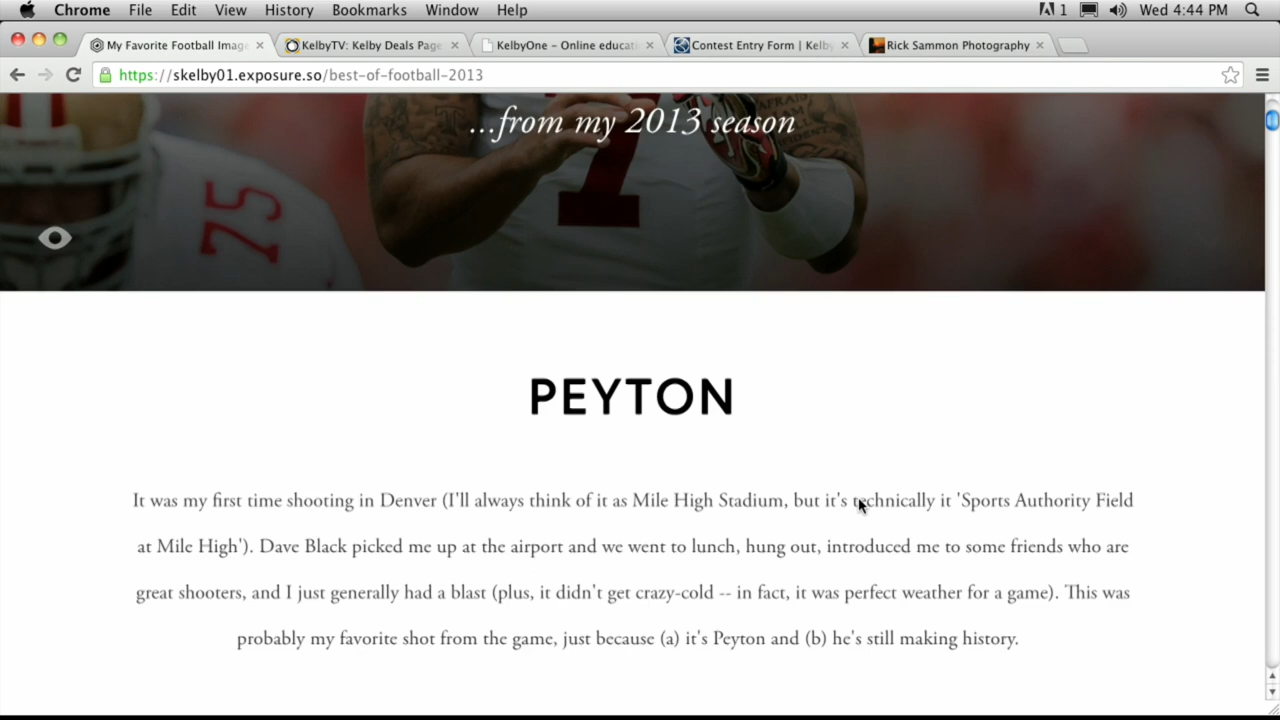 Chrome File Edit View History Bookmarks Window Help 1 Wed 4:44 PM
My Favorite Football Image KelbyTV: Kelby Deals Page KelbyOne – Online educati Contest Entry Form | Kelby Rick Sammon Photography
https://skelby01.exposure.so/best-of-football-2013
...from my 2013 season
7
75
PEYTON
It was my first time shooting in Denver (I'll always think of it as Mile High Stadium, but it's technically it 'Sports Authority Field
at Mile High'). Dave Black picked me up at the airport and we went to lunch, hung out, introduced me to some friends who are
great shooters, and I just generally had a blast (plus, it didn't get crazy-cold -- in fact, it was perfect weather for a game). This was
probably my favorite shot from the game, just because (a) it's Peyton and (b) he's still making history.